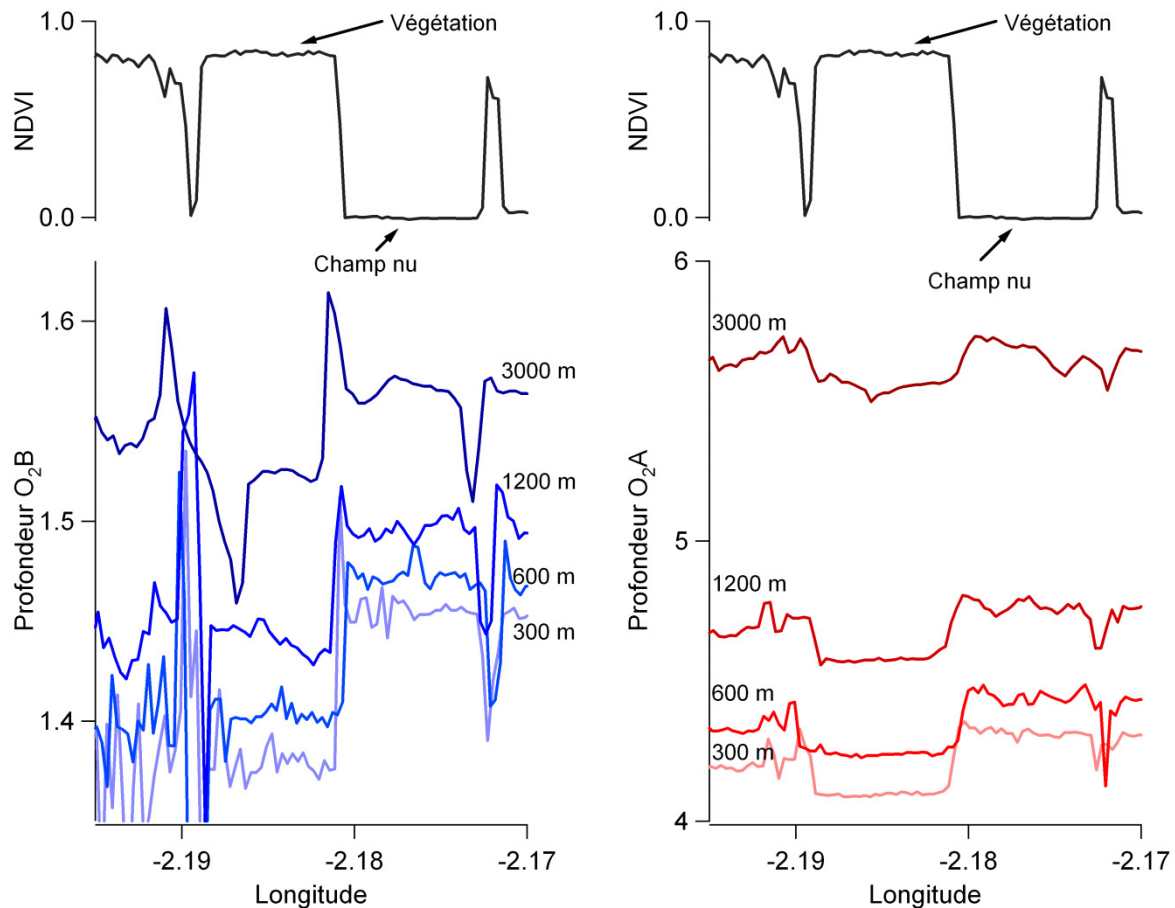 1.0
Végétation
NDVI
0.0
Champ nu
1.6
3000 m
Profondeur O₂B
1200 m
1.5
600 m
300 m
1.4
-2.19
-2.18
-2.17
Longitude
1.0
Végétation
NDVI
0.0
Champ nu
6
3000 m
Profondeur O₂A
5
1200 m
600 m
300 m
4
-2.19
-2.18
-2.17
Longitude